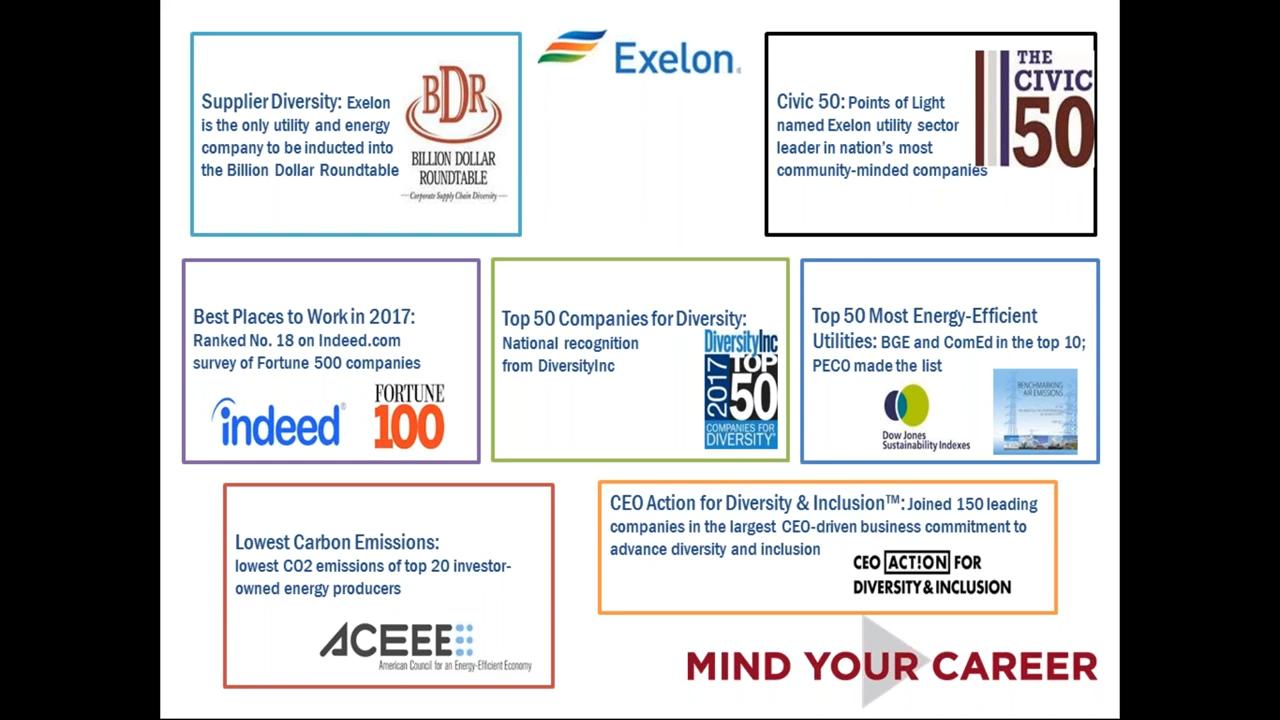 Exelon
Supplier Diversity: Exelon
is the only utility and energy
company to be inducted into
the Billion Dollar Roundtable
BDR
BILLION DOLLAR
ROUNDTABLE
Corporate Supply Chain Diversity
Civic 50: Points of Light
named Exelon utility sector
leader in nation's most
community-minded companies
THE
CIVIC
50
Best Places to Work in 2017:
Ranked No. 18 on Indeed.com
survey of Fortune 500 companies
indeed®
FORTUNE
100
Top 50 Companies for Diversity:
National recognition
from DiversityInc
DiversityInc
2017 TOP
50
COMPANIES FOR
DIVERSITY
Top 50 Most Energy-Efficient
Utilities: BGE and ComEd in the top 10;
PECO made the list
Dow Jones
Sustainability Indexes
BENCHMARKING
AIR EMISSIONS
Lowest Carbon Emissions:
lowest CO2 emissions of top 20 investor-
owned energy producers
ACEEE
American Council for an Energy-Efficient Economy
CEO Action for Diversity & Inclusion™: Joined 150 leading
companies in the largest CEO-driven business commitment to
advance diversity and inclusion
CEO ACT!ON FOR
DIVERSITY & INCLUSION
MIND YOUR CAREER